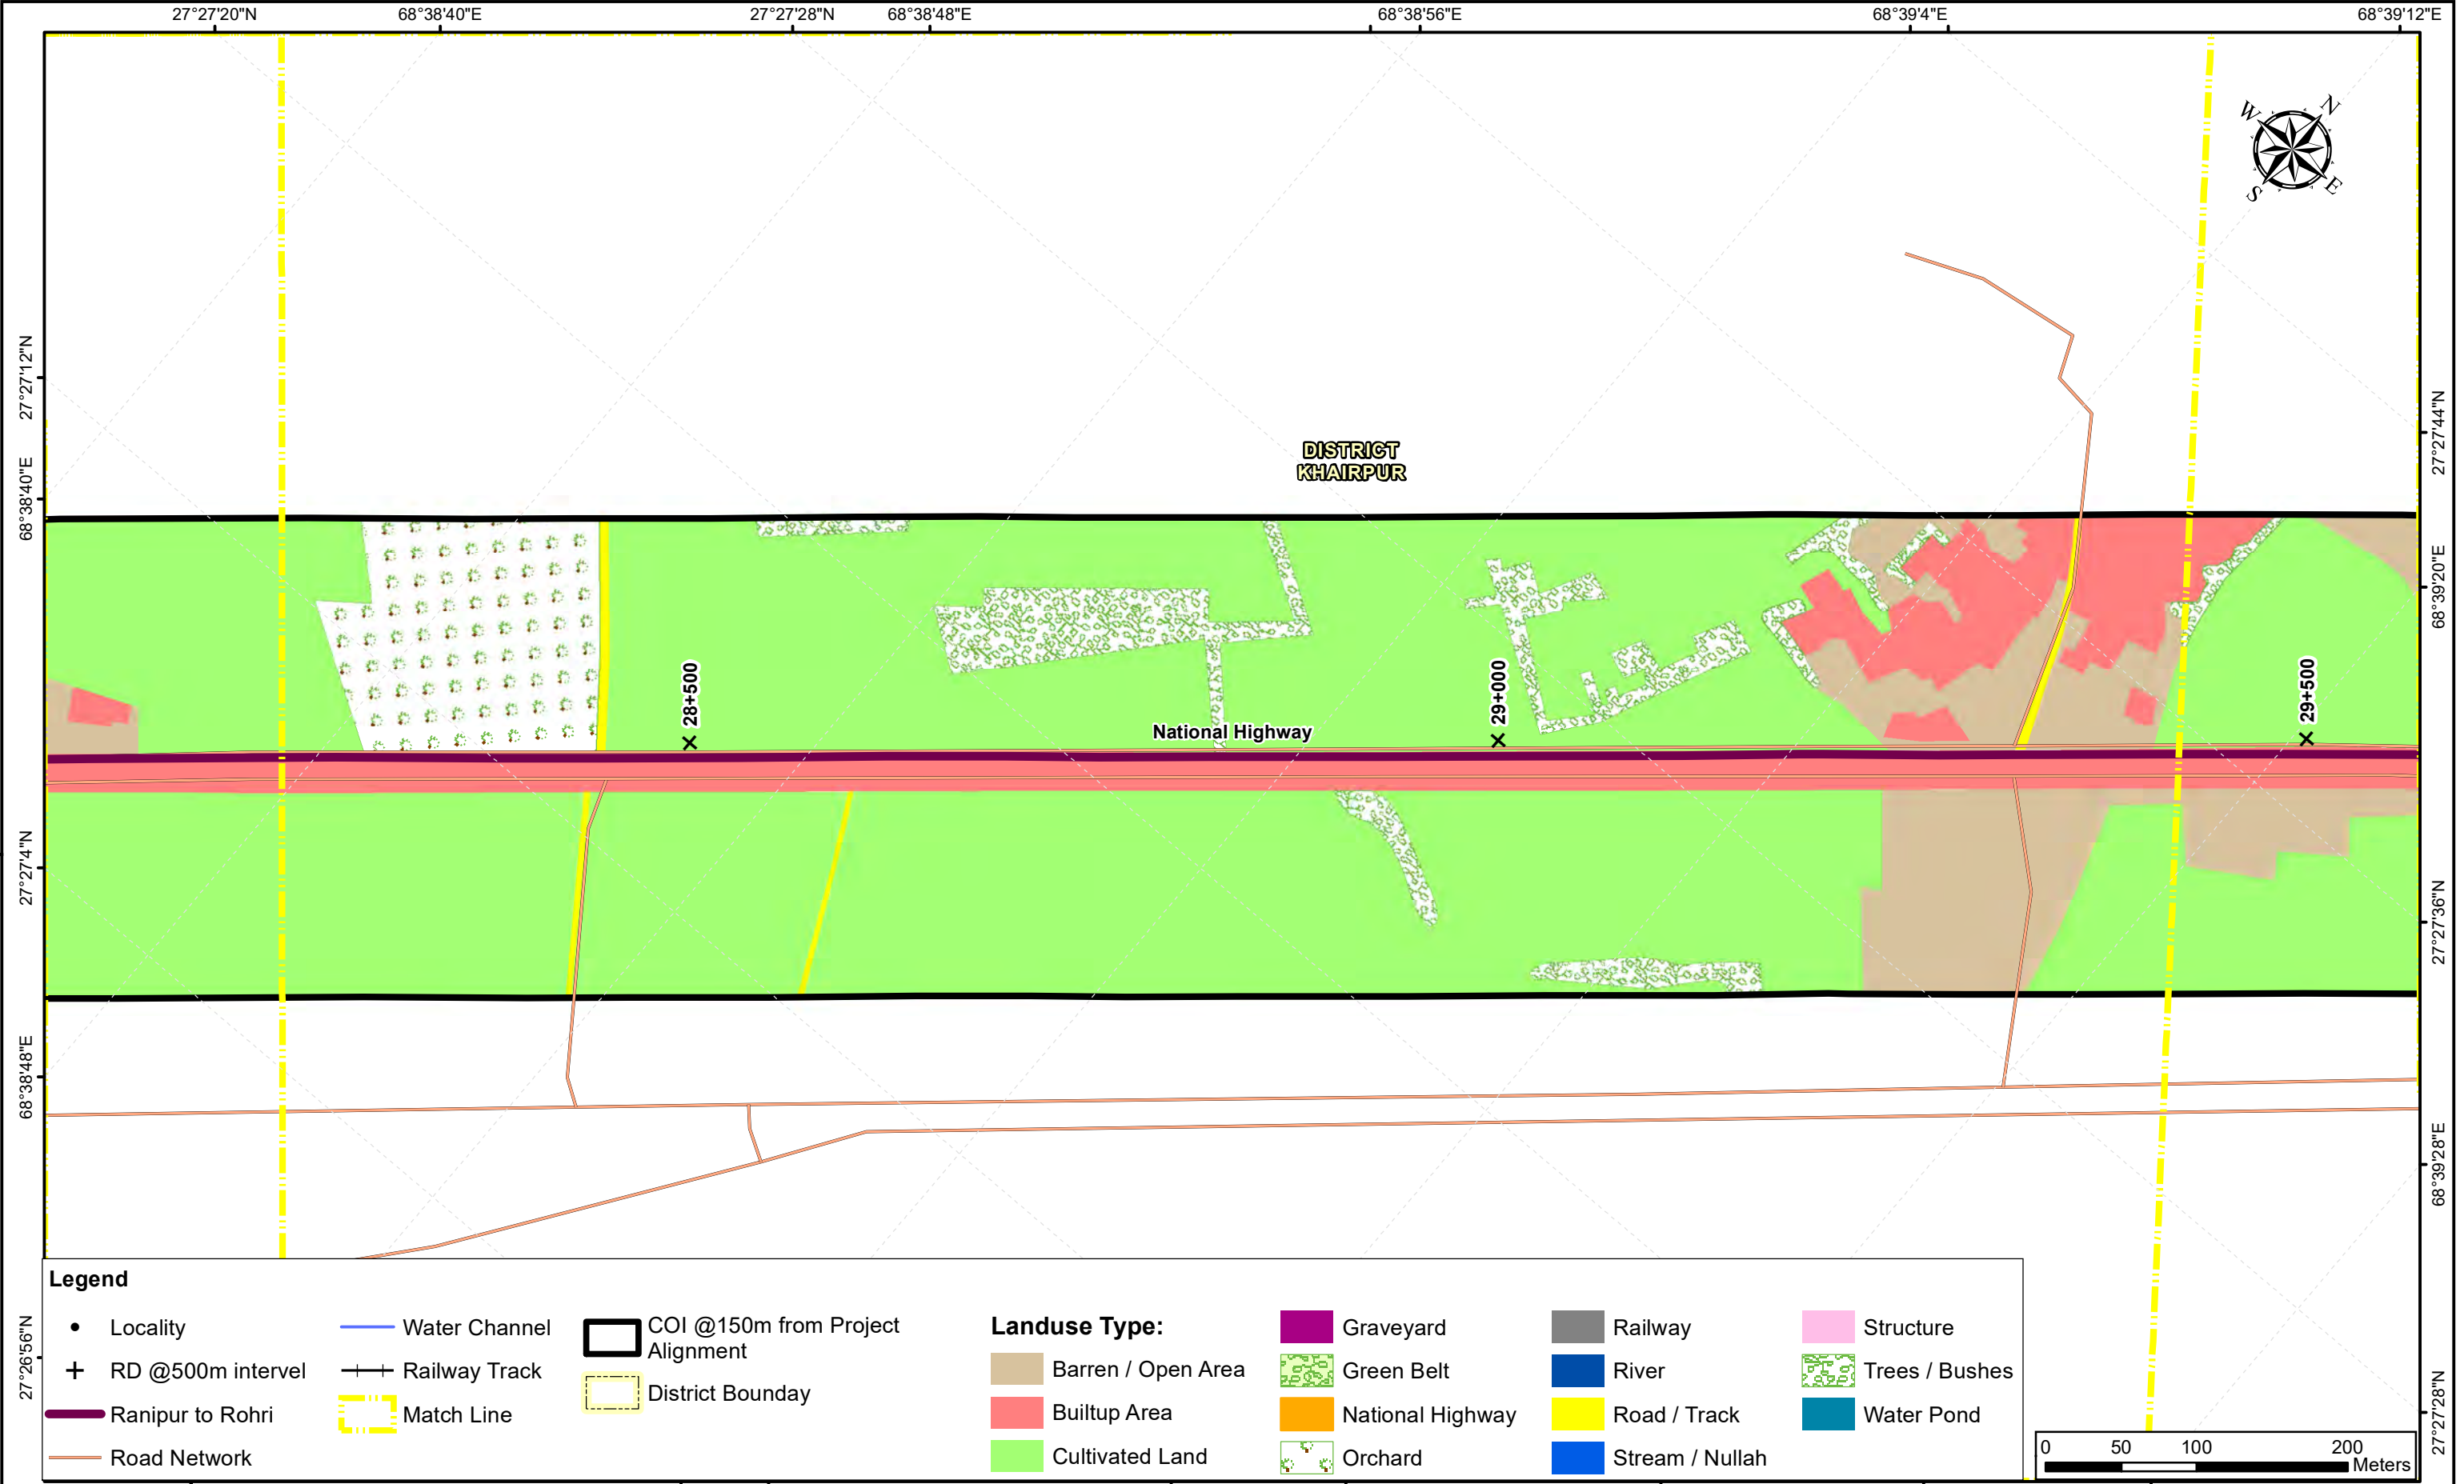 27°27'20"N
68°38'40"E
27°27'28"N
68°38'48"E
68°38'56"E
68°39'4"E
68°39'12"E
W
N
S
E
27°27'12"N
68°38'40"E
27°27'4"N
68°38'48"E
27°26'56"N
27°27'44"N
68°39'20"E
27°27'36"N
68°39'28"E
27°27'28"N
DISTRICT
KHAIRPUR
28+500
29+000
29+500
National Highway
Legend
Locality
RD @500m intervel
Ranipur to Rohri
Road Network
Water Channel
Railway Track
Match Line
COI @150m from Project
Alignment
District Bounday
Landuse Type:
Barren / Open Area
Builtup Area
Cultivated Land
Graveyard
Green Belt
National Highway
Orchard
Railway
River
Road / Track
Stream / Nullah
Structure
Trees / Bushes
Water Pond
0 50 100 200
Meters